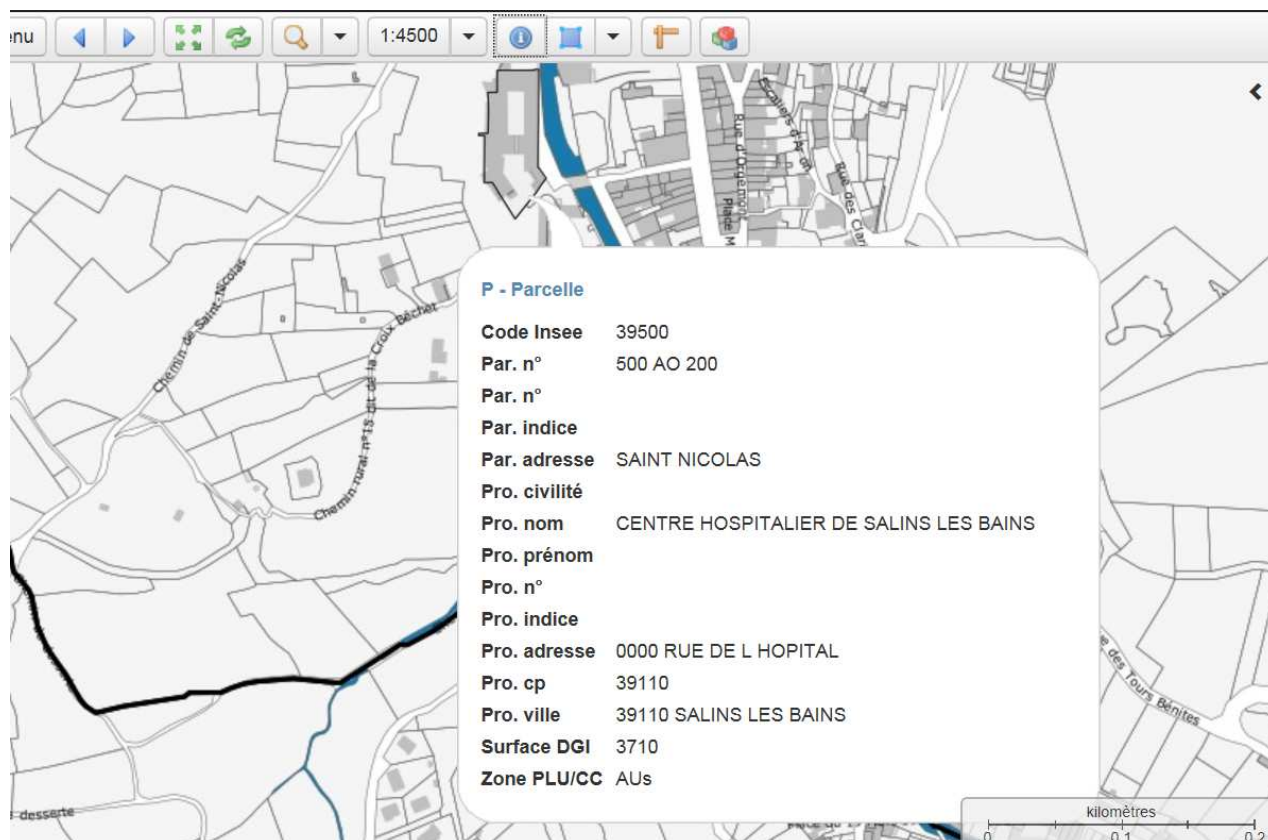 enu
1:4500
Escaliers d'Aron
Rue d'Orgemont
Rue des Clar
Place M
Chemin de Saint-Nicolas
Chemin rural n°15 dit de la Croix Béchet
P - Parcelle
Code Insee 39500
Par. n° 500 AO 200
Par. n°
Par. indice
Par. adresse SAINT NICOLAS
Pro. civilité
Pro. nom CENTRE HOSPITALIER DE SALINS LES BAINS
Pro. prénom
Pro. n°
Pro. indice
Pro. adresse 0000 RUE DE L HOPITAL
Pro. cp 39110
Pro. ville 39110 SALINS LES BAINS
Surface DGI 3710
Zone PLU/CC AUs
e des Tours Bénites
desserte
kilomètres
0 0.1 0.2